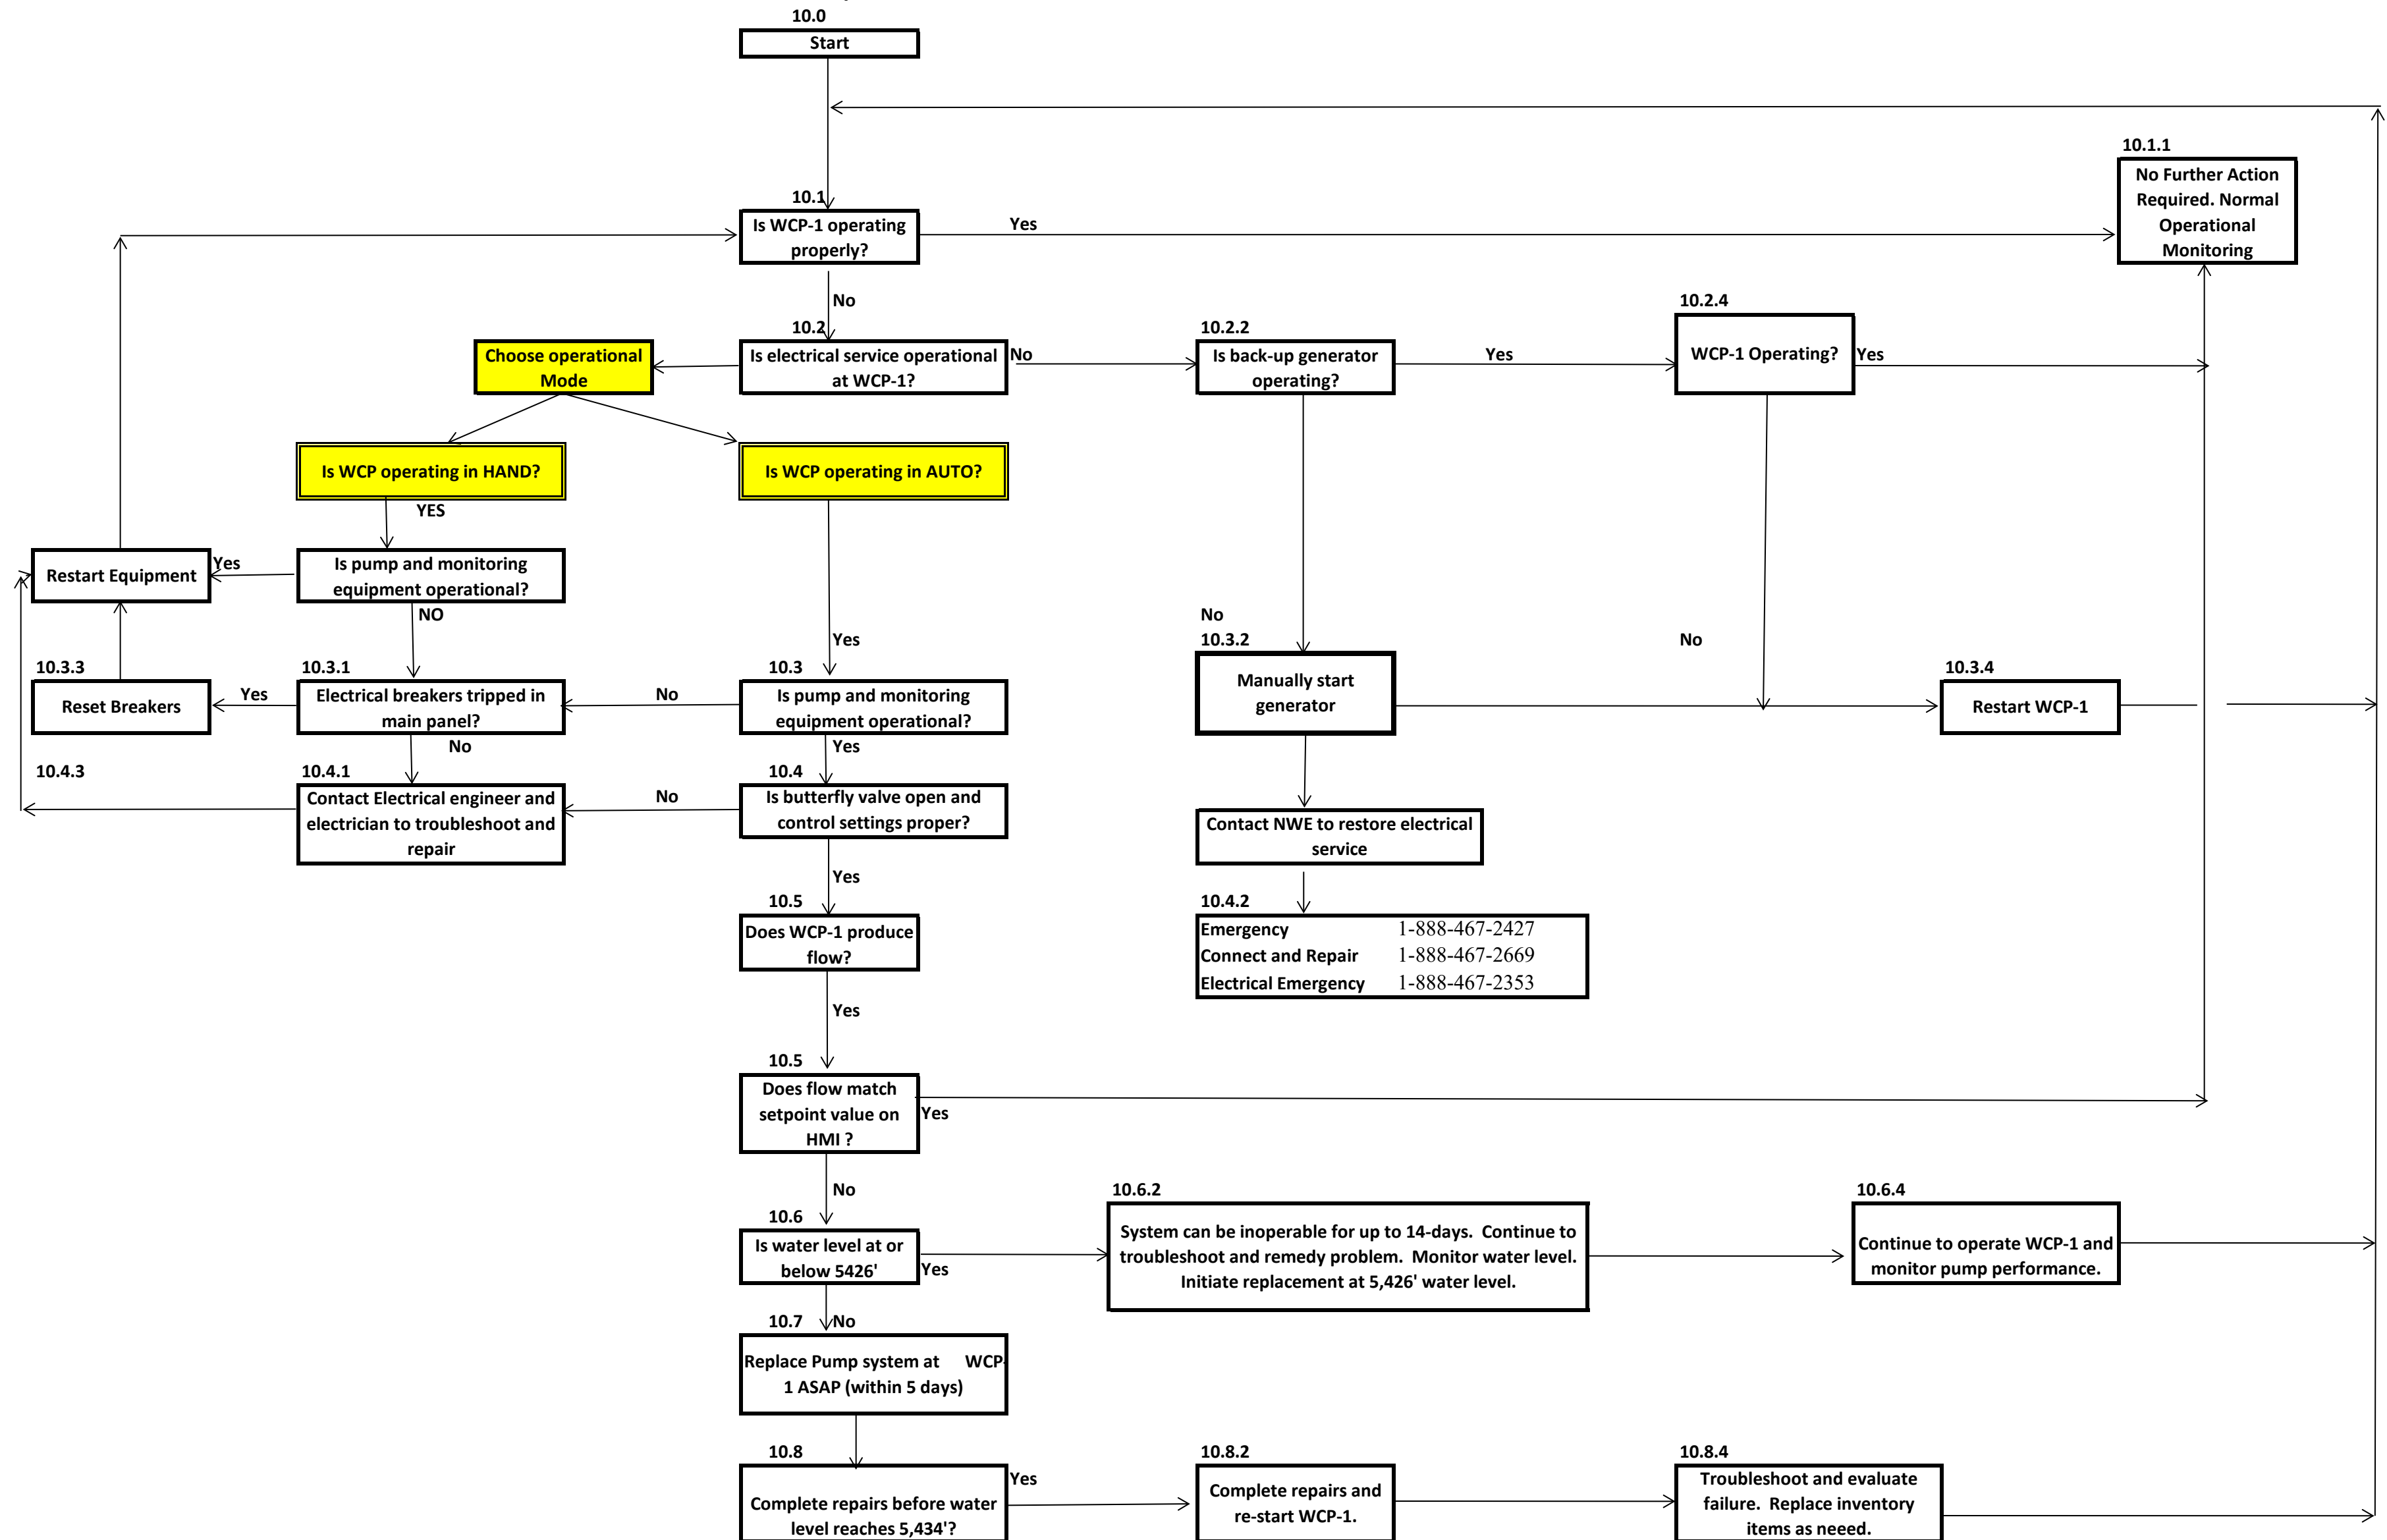 10.0
Start
10.1.1
No Further Action
Required. Normal
Operational
Monitoring
10.1
Is WCP-1 operating
properly?
Yes
No
10.2.4
WCP-1 Operating?
Yes
10.2
Is electrical service operational
at WCP-1?
No
10.2.2
Is back-up generator
operating?
Yes
Choose operational
Mode
Is WCP operating in HAND?
Is WCP operating in AUTO?
YES
Restart Equipment
Yes
Is pump and monitoring
equipment operational?
NO
Yes
No
No
10.3.3
Reset Breakers
Yes
10.3.1
Electrical breakers tripped in
main panel?
No
10.3
Is pump and monitoring
equipment operational?
10.3.2
Manually start
generator
10.3.4
Restart WCP-1
No
Yes
10.4.3
10.4.1
Contact Electrical engineer and
electrician to troubleshoot and
repair
No
10.4
Is butterfly valve open and
control settings proper?
Contact NWE to restore electrical
service
Yes
10.5
Does WCP-1 produce
flow?
10.4.2
Emergency 1-888-467-2427
Connect and Repair 1-888-467-2669
Electrical Emergency 1-888-467-2353
Yes
10.5
Does flow match
setpoint value on
HMI ?
Yes
No
10.6
Is water level at or
below 5426'
Yes
10.6.2
System can be inoperable for up to 14-days. Continue to
troubleshoot and remedy problem. Monitor water level.
Initiate replacement at 5,426' water level.
10.6.4
Continue to operate WCP-1 and
monitor pump performance.
10.7
No
Replace Pump system at WCP-
1 ASAP (within 5 days)
10.8
Complete repairs before water
level reaches 5,434'?
Yes
10.8.2
Complete repairs and
re-start WCP-1.
10.8.4
Troubleshoot and evaluate
failure. Replace inventory
items as neeed.